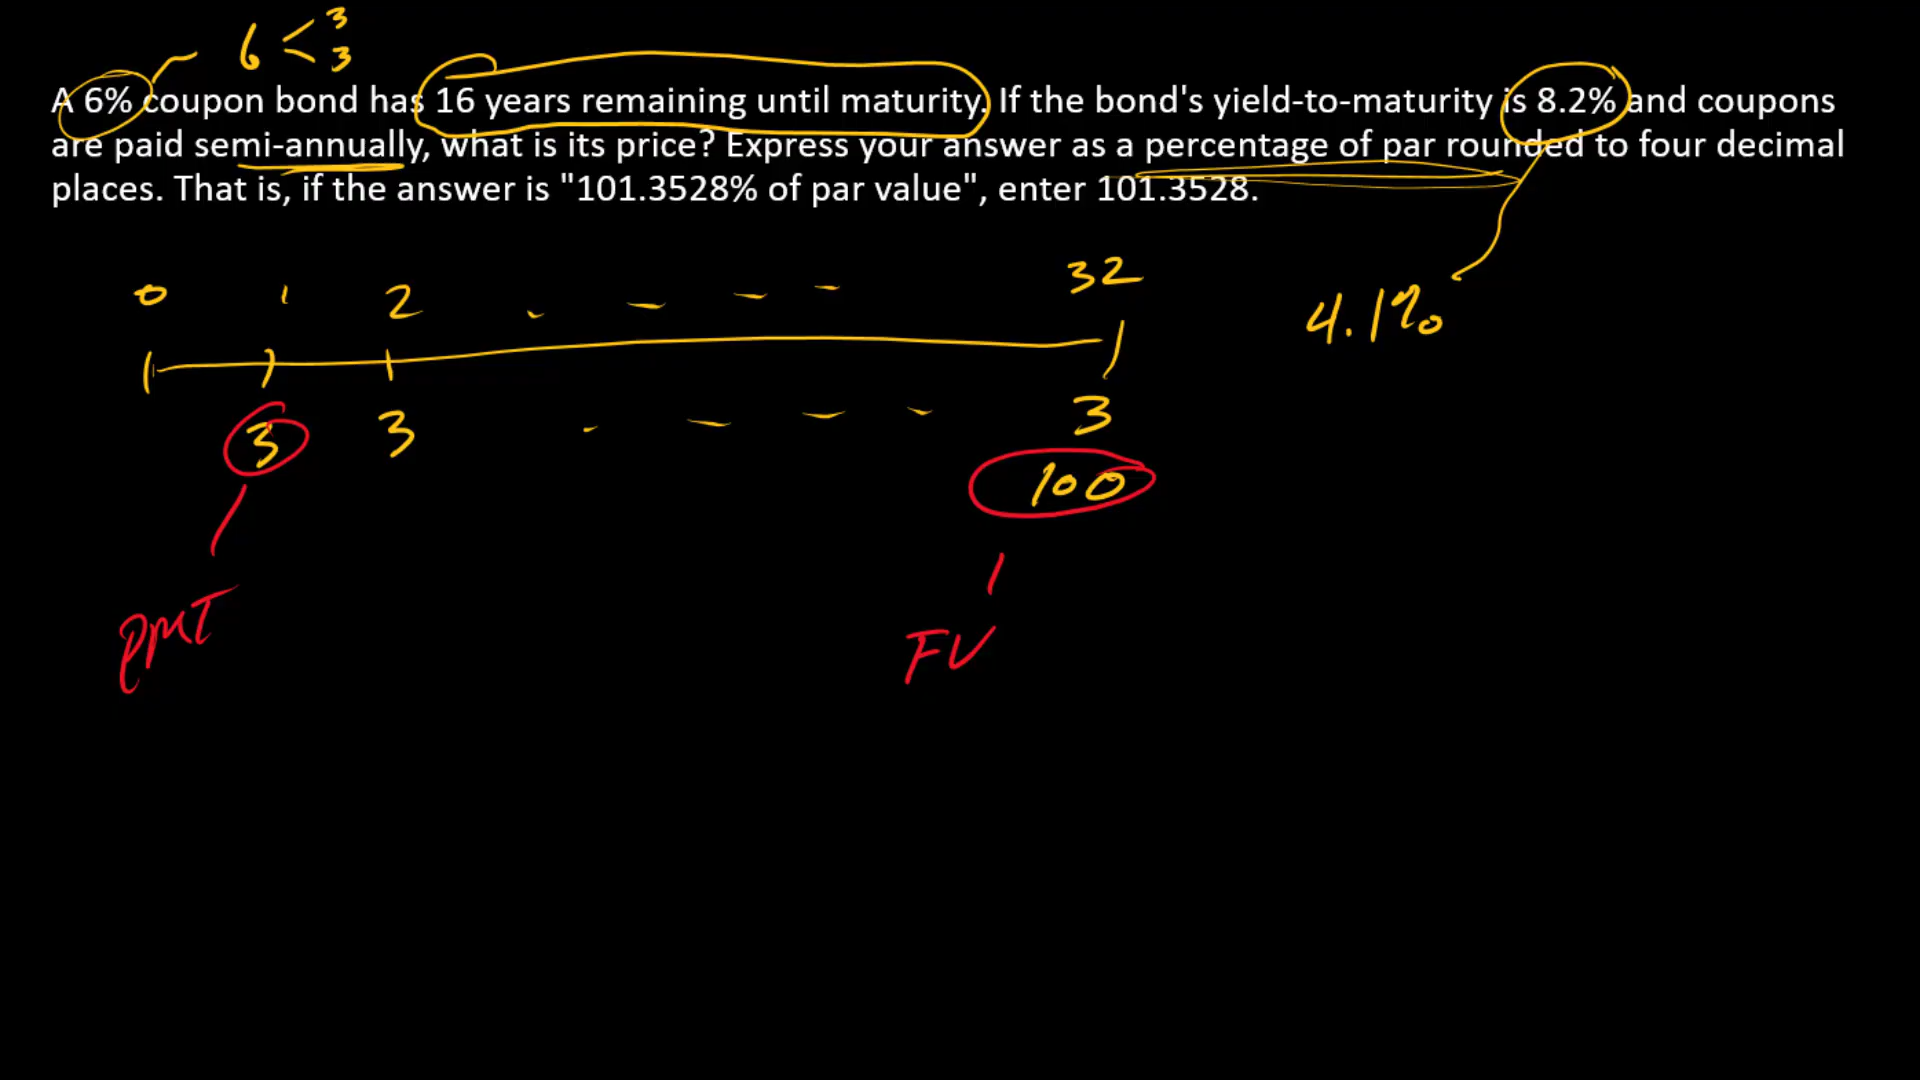 6 < 3
3
A 6% coupon bond has 16 years remaining until maturity. If the bond's yield-to-maturity is 8.2% and coupons
are paid semi-annually, what is its price? Express your answer as a percentage of par rounded to four decimal
places. That is, if the answer is "101.3528% of par value", enter 101.3528.
0 1 2 . - - - 32
4.1%
3 3 . - - - 3
100
PMT FV